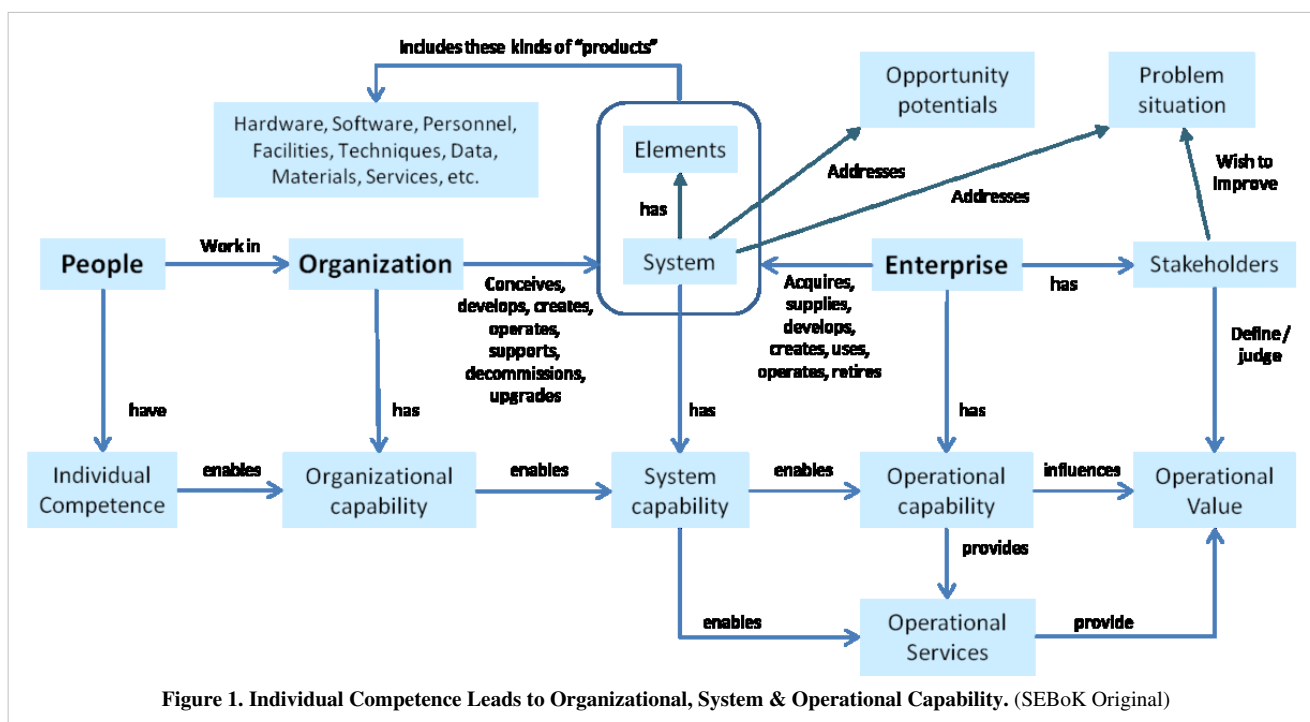 Includes these kinds of “products”
Opportunity
potentials
Problem
situation
Hardware, Software, Personnel,
Facilities, Techniques, Data,
Materials, Services, etc.
Elements
Addresses
Addresses
Wish to
Improve
has
People
Work in
Organization
System
Enterprise
has
Stakeholders
Conceives,
develops, creates,
operates,
supports,
decommissions,
upgrades
Acquires,
supplies,
develops,
creates, uses,
operates, retires
Define /
judge
have
has
has
has
Individual
Competence
enables
Organizational
capability
enables
System
capability
enables
Operational
capability
influences
Operational
Value
provides
enables
Operational
Services
provide
Figure 1. Individual Competence Leads to Organizational, System & Operational Capability. (SEBoK Original)